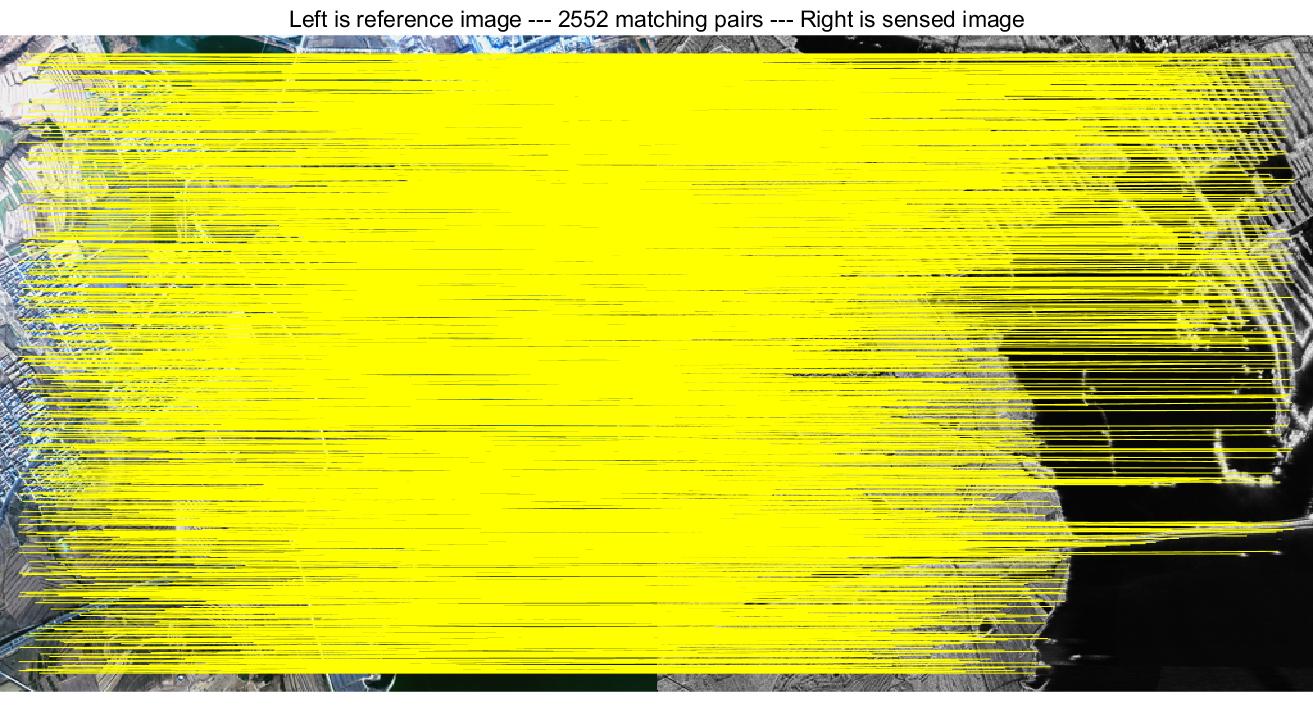 Left is reference image --- 2552 matching pairs --- Right is sensed image